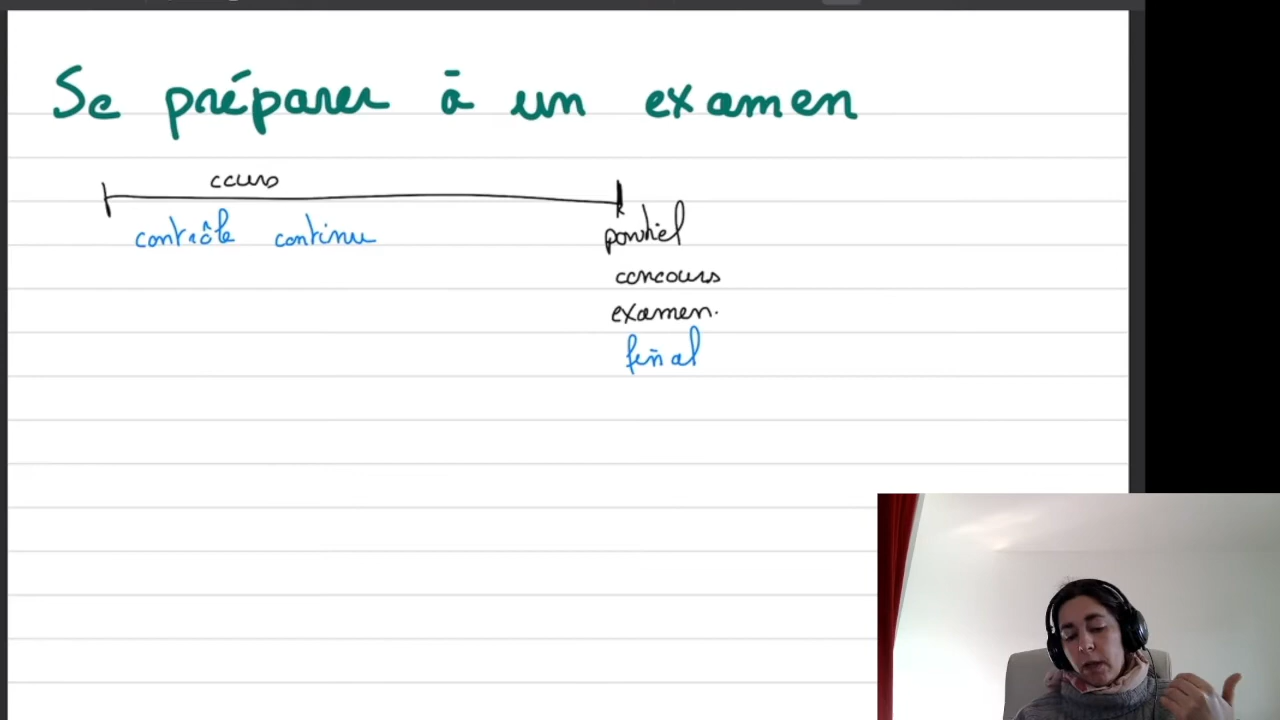 Se préparer à un examen
cours
contrôle continu
partiel
concours
examen.
final